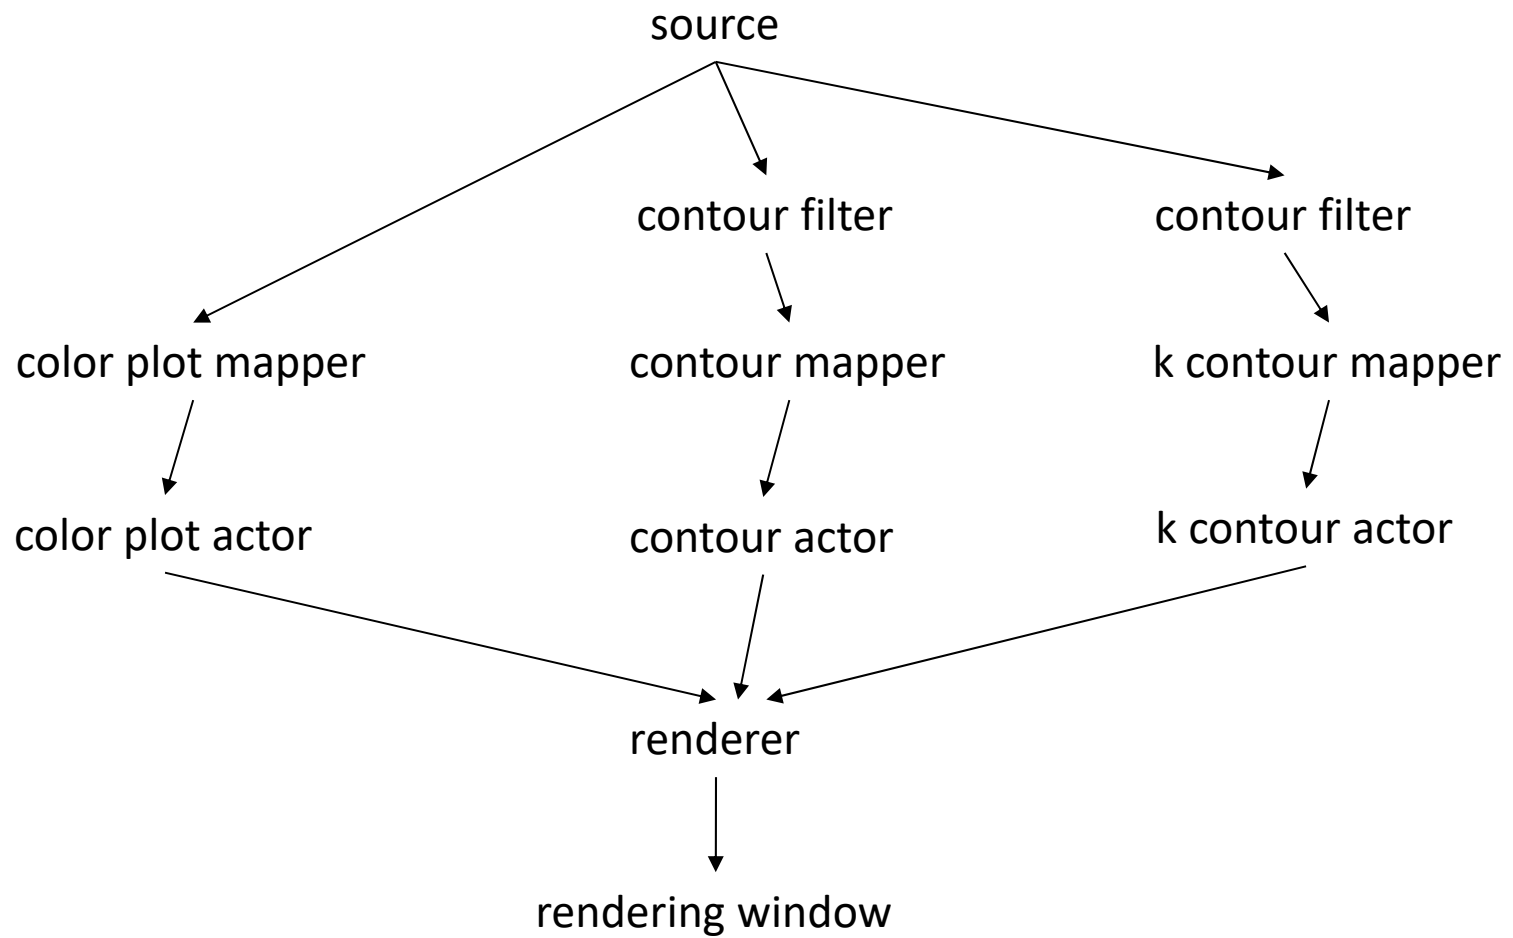 source
contour filter
contour filter
color plot mapper
contour mapper
k contour mapper
color plot actor
contour actor
k contour actor
renderer
rendering window